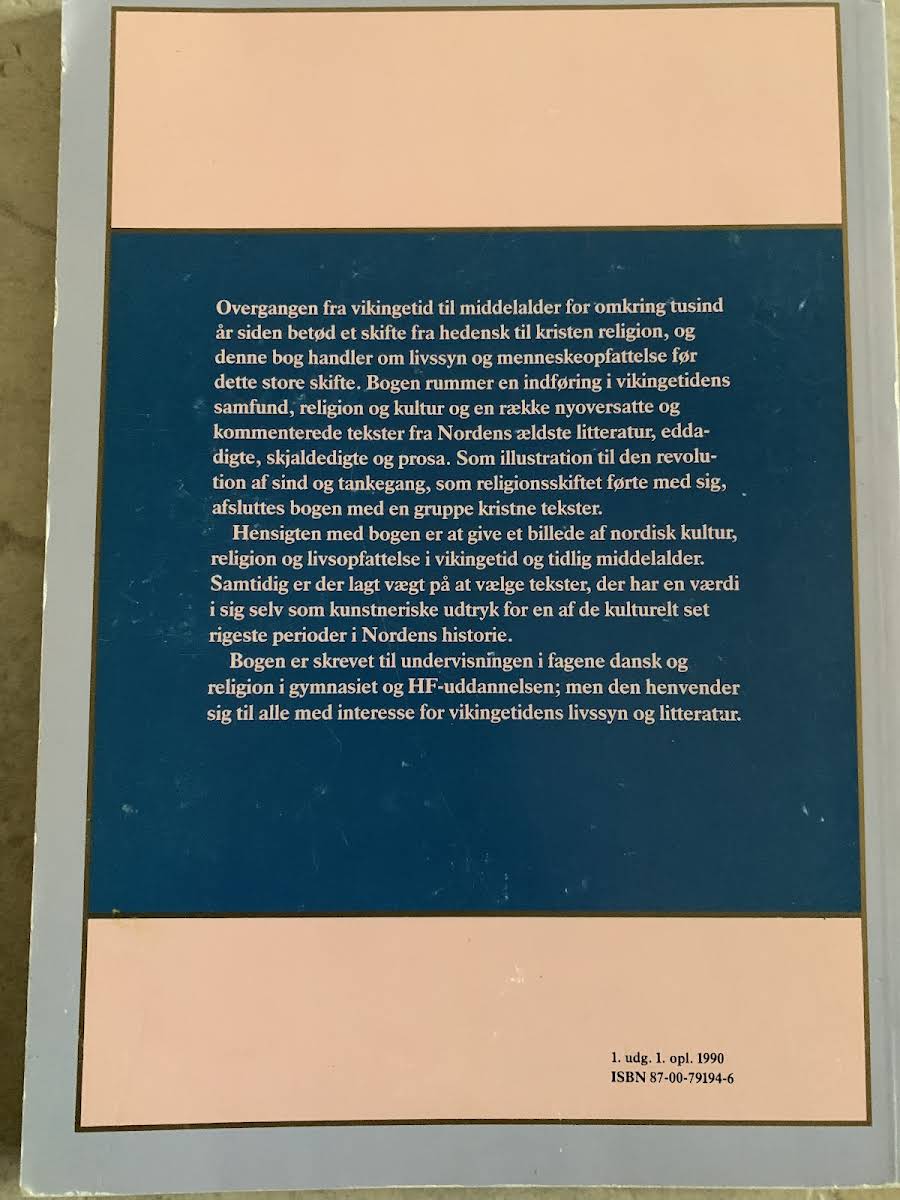 Overgangen fra vikingetid til middelalder for omkring tusind
år siden betød et skifte fra hedensk til kristen religion, og
denne bog handler om livssyn og menneskeopfattelse før
dette store skifte. Bogen rummer en indføring i vikingetidens
samfund, religion og kultur og en række nyoversatte og
kommenterede tekster fra Nordens ældste litteratur, edda-
digte, skjaldedigte og prosa. Som illustration til den revolu-
tion af sind og tankegang, som religionsskiftet førte med sig,
afsluttes bogen med en gruppe kristne tekster.
Hensigten med bogen er at give et billede af nordisk kultur,
religion og livsopfattelse i vikingetid og tidlig middelalder.
Samtidig er der lagt vægt på at vælge tekster, der har en værdi
i sig selv som kunstneriske udtryk for en af de kulturelt set
rigeste perioder i Nordens historie.
Bogen er skrevet til undervisningen i fagene dansk og
religion i gymnasiet og HF-uddannelsen; men den henvender
sig til alle med interesse for vikingetidens livssyn og litteratur.
1. udg. 1. opl. 1990
ISBN 87-00-79194-6